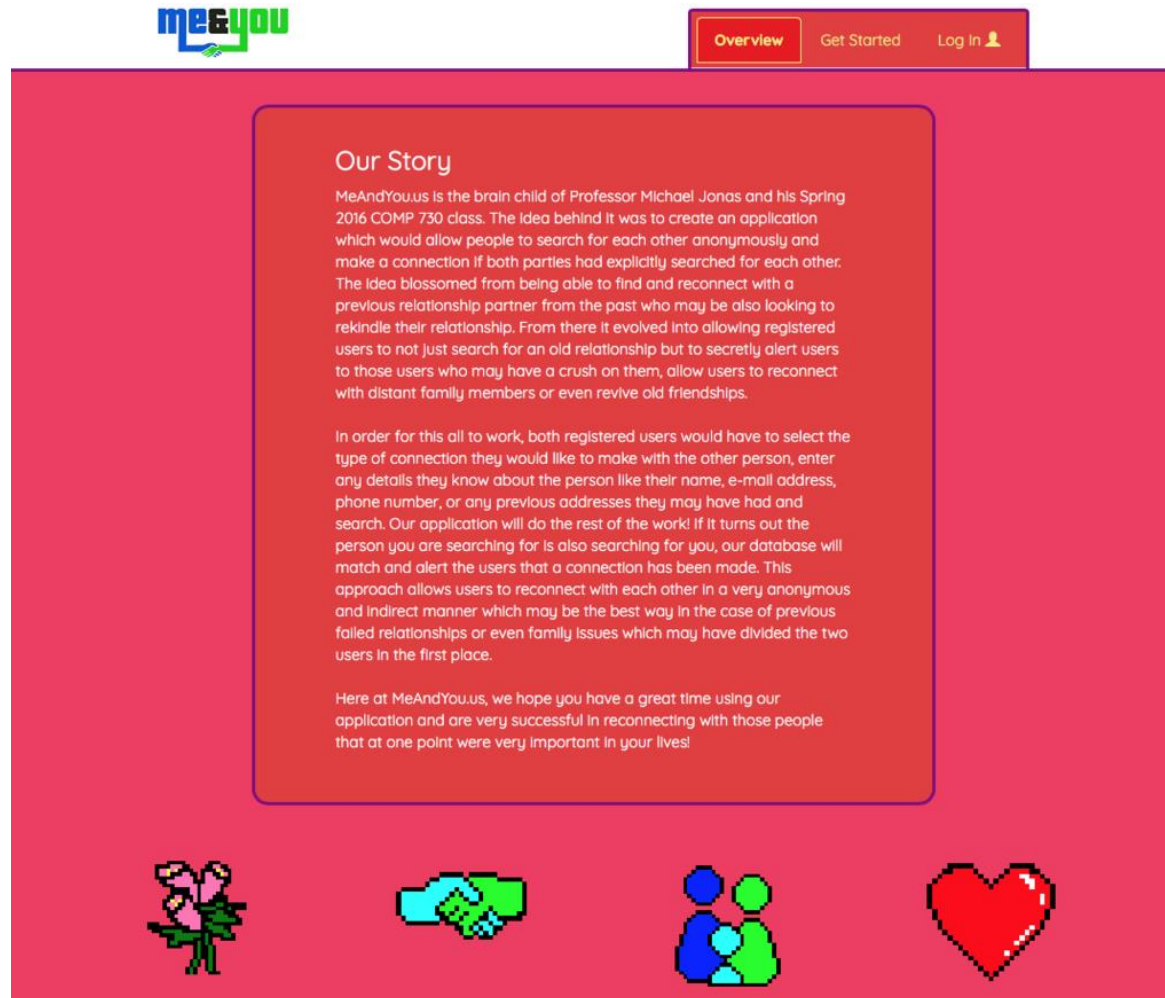 me&you
Overview
Get Started
Log In
Our Story
MeAndYou.us is the brain child of Professor Michael Jonas and his Spring
2016 COMP 730 class. The idea behind it was to create an application
which would allow people to search for each other anonymously and
make a connection if both parties had explicitly searched for each other.
The idea blossomed from being able to find and reconnect with a
previous relationship partner from the past who may be also looking to
rekindle their relationship. From there it evolved into allowing registered
users to not just search for an old relationship but to secretly alert users
to those users who may have a crush on them, allow users to reconnect
with distant family members or even revive old friendships.
In order for this all to work, both registered users would have to select the
type of connection they would like to make with the other person, enter
any details they know about the person like their name, e-mail address,
phone number, or any previous addresses they may have had and
search. Our application will do the rest of the work! If it turns out the
person you are searching for is also searching for you, our database will
match and alert the users that a connection has been made. This
approach allows users to reconnect with each other in a very anonymous
and indirect manner which may be the best way in the case of previous
failed relationships or even family issues which may have divided the two
users in the first place.
Here at MeAndYou.us, we hope you have a great time using our
application and are very successful in reconnecting with those people
that at one point were very important in your lives!